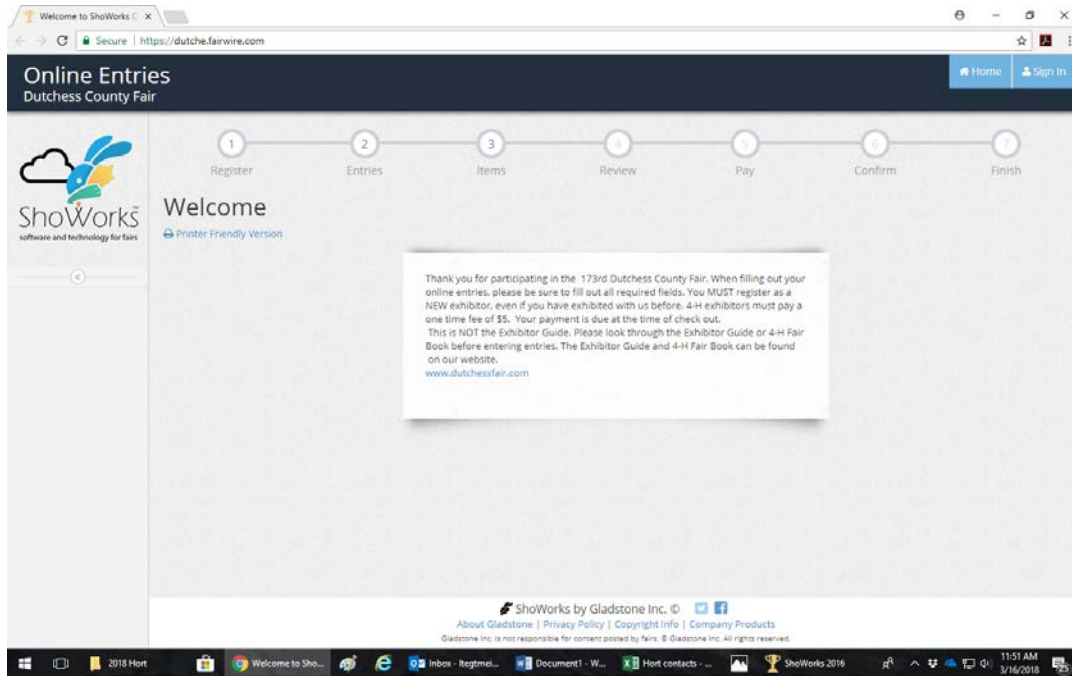 Welcome to ShoWorks C
Secure | https://dutche.fairwire.com
Online Entries
Dutchess County Fair
Home
Sign In
1
2
3
4
5
6
7
Register
Entries
Items
Review
Pay
Confirm
Finish
ShoWorks
software and technology for fairs
Welcome
Printer Friendly Version
Thank you for participating in the 173rd Dutchess County Fair. When filling out your
online entries, please be sure to fill out all required fields. You MUST register as a
NEW exhibitor, even if you have exhibited with us before. 4-H exhibitors must pay a
one time fee of $5. Your payment is due at the time of check out.
This is NOT the Exhibitor Guide. Please look through the Exhibitor Guide or 4-H Fair
Book before entering entries. The Exhibitor Guide and 4-H Fair Book can be found
on our website.
www.dutchessfair.com
ShoWorks by Gladstone Inc. ©
About Gladstone | Privacy Policy | Copyright Info | Company Products
Gladstone Inc. is not responsible for content posted by fairs. © Gladstone Inc. All rights reserved.
2018 Hort
Welcome to Sho...
Inbox - ltegtmei...
Document1 - W...
Hort contacts - ...
ShoWorks 2016
11:51 AM
3/16/2018
25